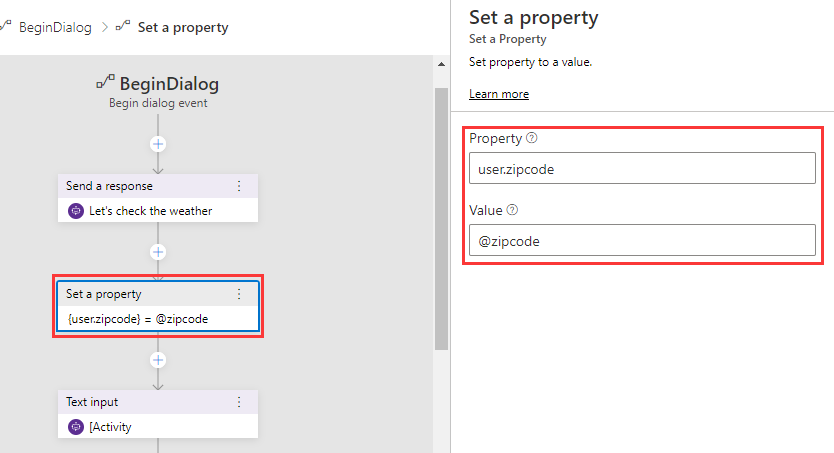 BeginDialog > Set a property
BeginDialog
Begin dialog event
Send a response
Let's check the weather
Set a property
{user.zipcode} = @zipcode
Text input
[Activity
Set a property
Set a Property
Set property to a value.
Learn more
Property
user.zipcode
Value
@zipcode